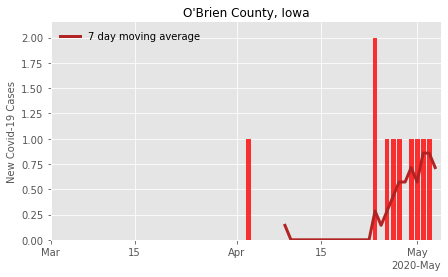 O'Brien County, Iowa
7 day moving average
New Covid-19 Cases
2.00
1.75
1.50
1.25
1.00
0.75
0.50
0.25
0.00
Mar
15
Apr
15
May
2020-May